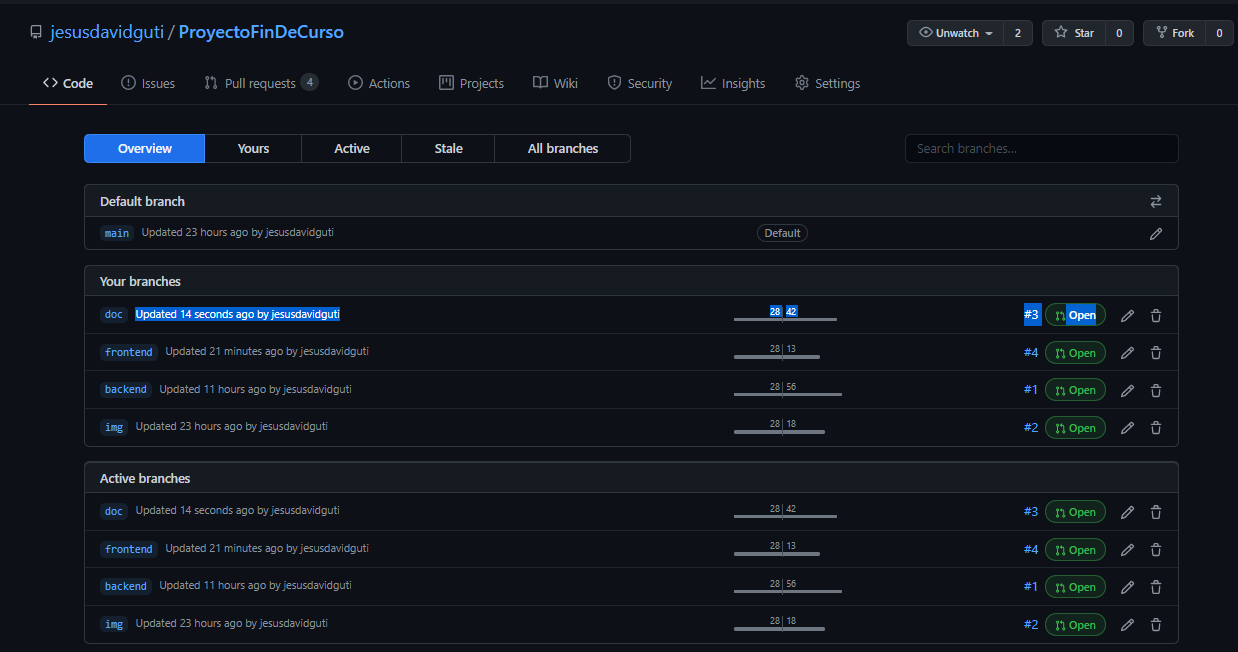 jesusdavidguti / ProyectoFinDeCurso
Unwatch 2 Star 0 Fork 0
Code Issues Pull requests 4 Actions Projects Wiki Security Insights Settings
Overview Yours Active Stale All branches Search branches...
Default branch
main Updated 23 hours ago by jesusdavidguti Default
Your branches
doc Updated 14 seconds ago by jesusdavidguti 28 42 #3 Open
frontend Updated 21 minutes ago by jesusdavidguti 28 13 #4 Open
backend Updated 11 hours ago by jesusdavidguti 28 56 #1 Open
img Updated 23 hours ago by jesusdavidguti 28 18 #2 Open
Active branches
doc Updated 14 seconds ago by jesusdavidguti 28 42 #3 Open
frontend Updated 21 minutes ago by jesusdavidguti 28 13 #4 Open
backend Updated 11 hours ago by jesusdavidguti 28 56 #1 Open
img Updated 23 hours ago by jesusdavidguti 28 18 #2 Open